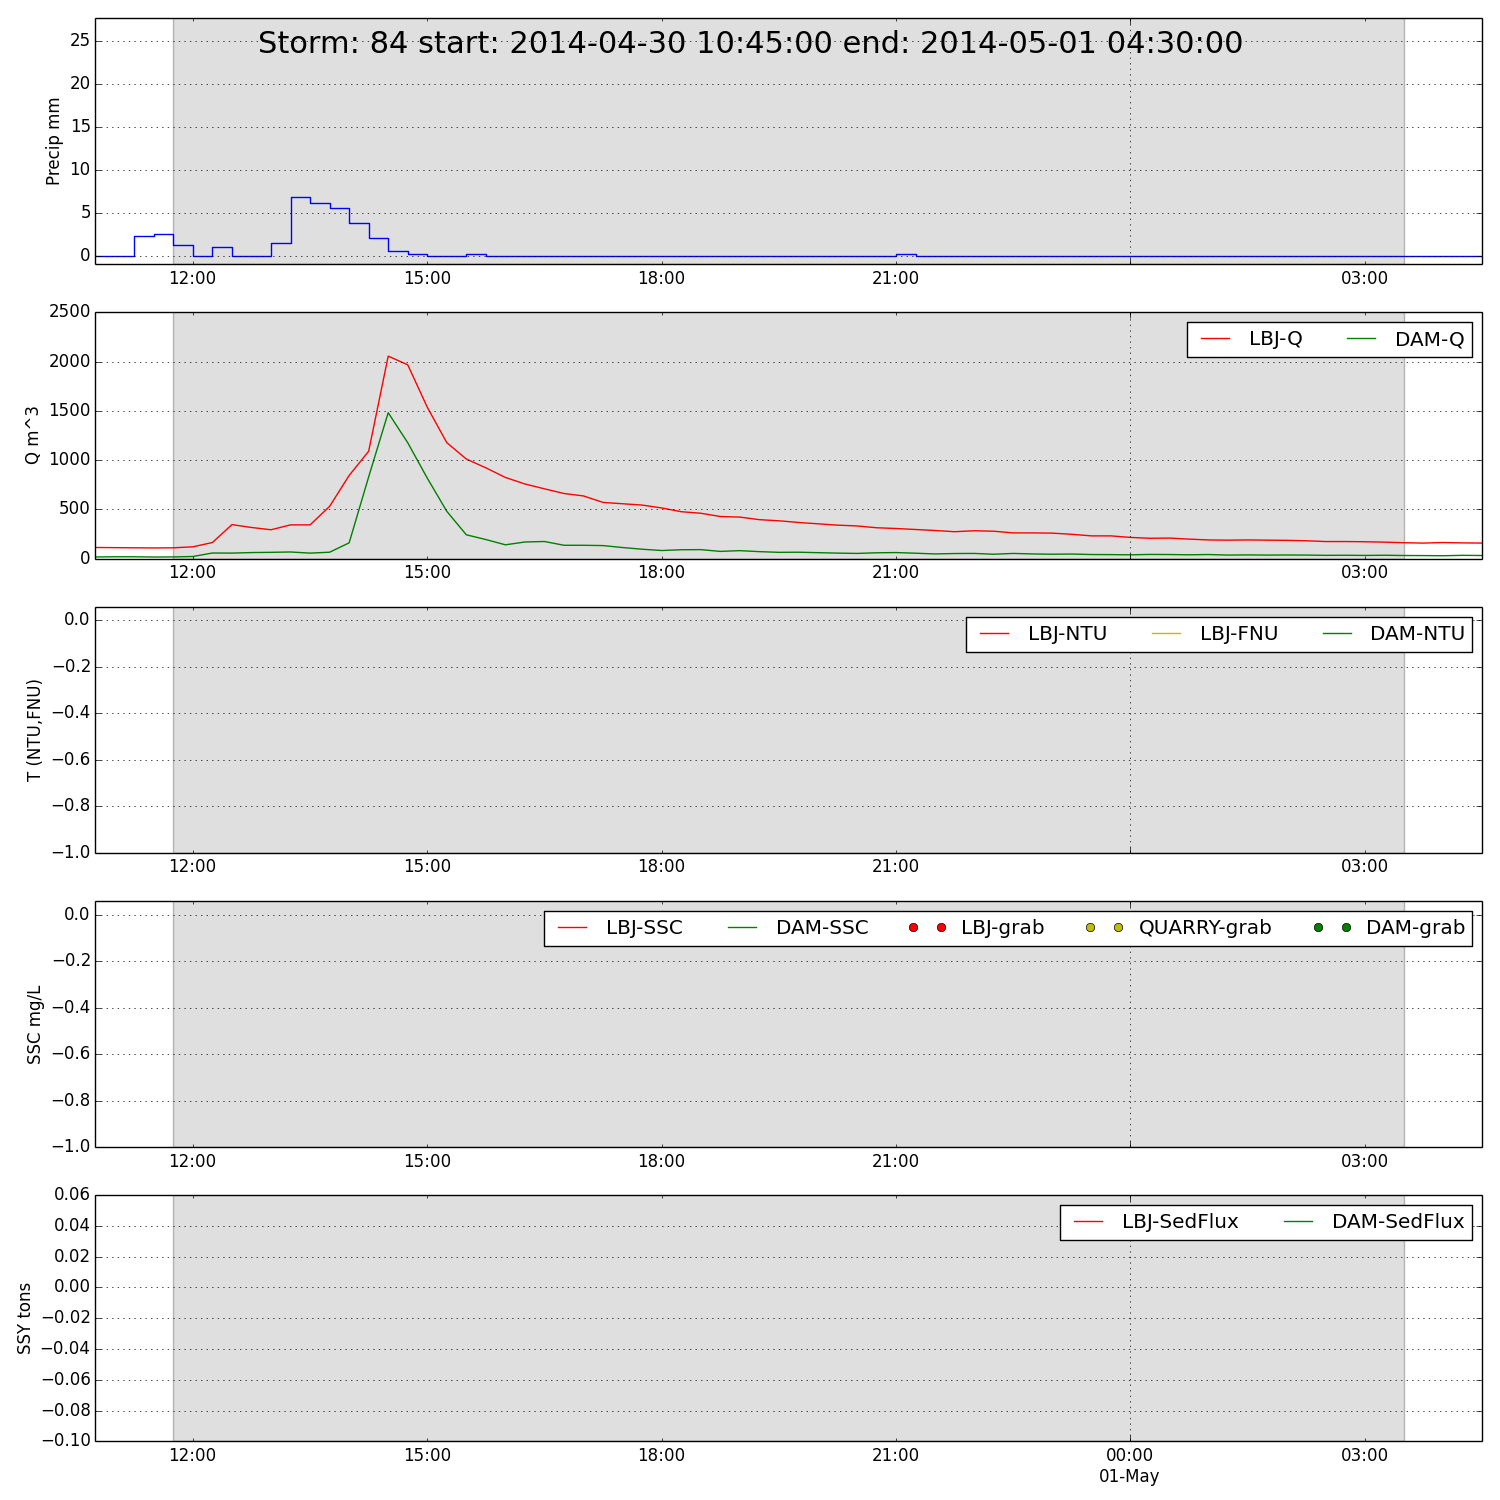 Storm: 84 start: 2014-04-30 10:45:00 end: 2014-05-01 04:30:00
Precip mm
25
20
15
10
5
0
12:00 15:00 18:00 21:00 03:00
Q m^3
2500
2000
1500
1000
500
0
LBJ-Q DAM-Q
12:00 15:00 18:00 21:00 03:00
T (NTU,FNU)
0.0
−0.2
−0.4
−0.6
−0.8
−1.0
LBJ-NTU LBJ-FNU DAM-NTU
12:00 15:00 18:00 21:00 03:00
SSC mg/L
0.0
−0.2
−0.4
−0.6
−0.8
−1.0
LBJ-SSC DAM-SSC LBJ-grab QUARRY-grab DAM-grab
12:00 15:00 18:00 21:00 03:00
SSY tons
0.06
0.04
0.02
0.00
−0.02
−0.04
−0.06
−0.08
−0.10
LBJ-SedFlux DAM-SedFlux
12:00 15:00 18:00 21:00 00:00 03:00
01-May